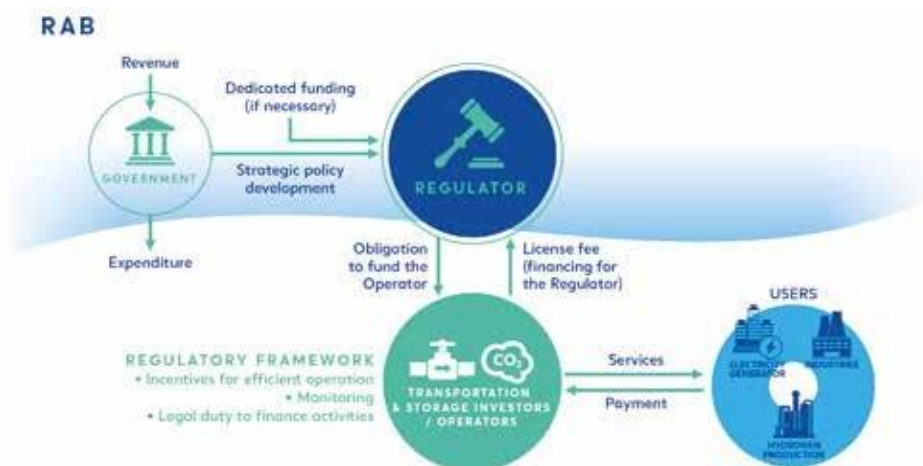 RAB
Revenue
Dedicated funding
(if necessary)
GOVERNMENT
Strategic policy
development
REGULATOR
Expenditure
Obligation
to fund the
Operator
License fee
(financing for
the Regulator)
USERS
ELECTRICITY
GENERATOR
INDUSTRIES
REGULATORY FRAMEWORK
• Incentives for efficient operation
• Monitoring
• Legal duty to finance activities
CO₂
TRANSPORTATION
& STORAGE INVESTORS
/ OPERATORS
Services
Payment
HYDROGEN
PRODUCTION